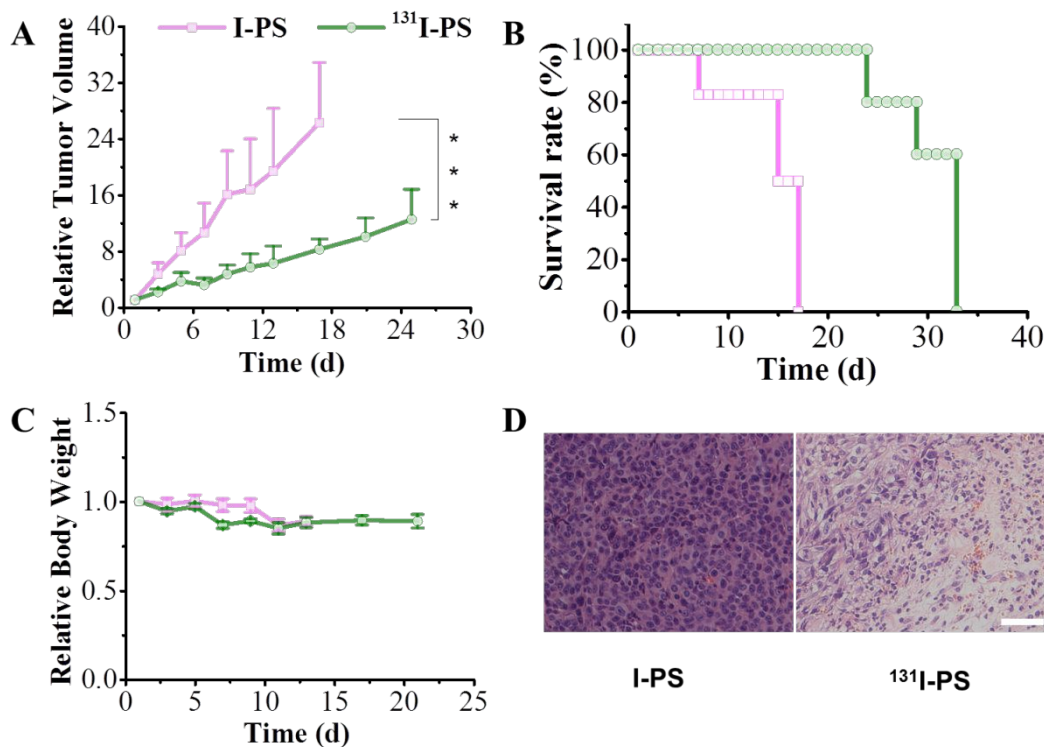 A
I-PS
¹³¹I-PS
Relative Tumor Volume
40
32
24
16
8
0
0 6 12 18 24 30
Time (d)
*
*
*
B
Survival rate (%)
100
80
60
40
20
0
0 10 20 30 40
Time (d)
C
Relative Body Weight
1.5
1.0
0.5
0.0
0 5 10 15 20 25
Time (d)
D
I-PS
¹³¹I-PS